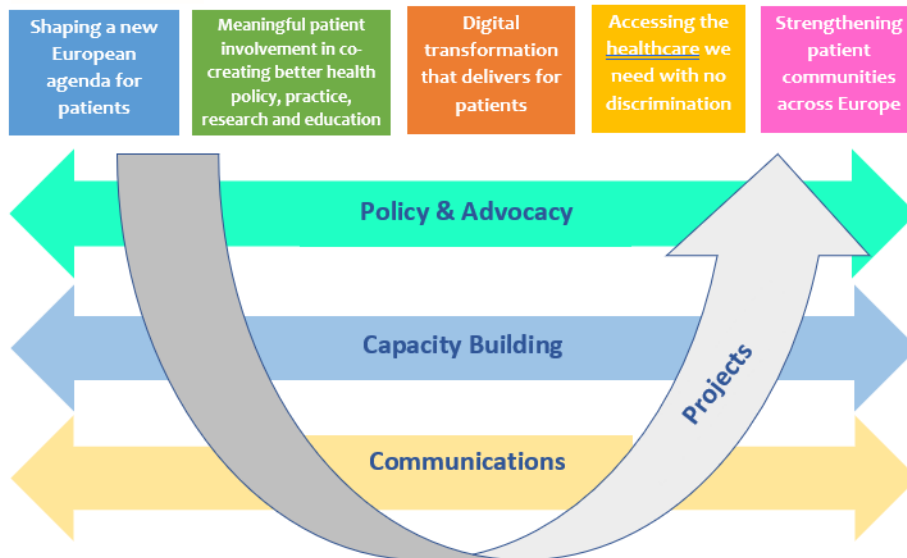 Shaping a new
European
agenda for
patients
Meaningful patient
involvement in co-
creating better health
policy, practice,
research and education
Digital
transformation
that delivers for
patients
Accessing the
healthcare we
need with no
discrimination
Strengthening
patient
communities
across Europe
Policy & Advocacy
Capacity Building
Projects
Communications